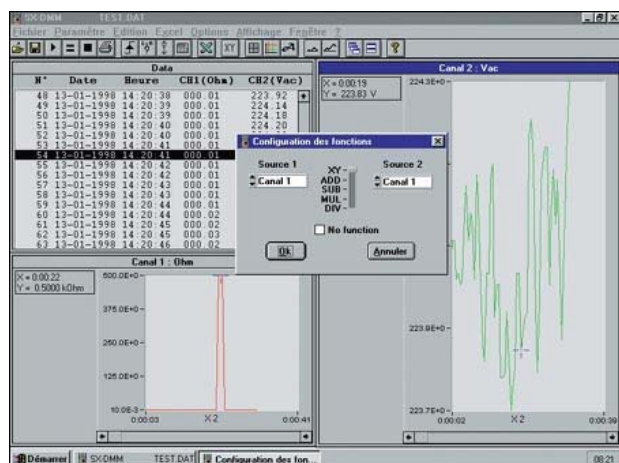 SX-DMM TEST.DAT
Fichier Paramètre Edition Excel Options Affichage Fenêtre ?
XY
Data
N° Date Heure CH1(Ohm) CH2(Vac)
48 13-01-1998 14:20:38 000.01 223.92
49 13-01-1998 14:20:39 000.01 224.14
50 13-01-1998 14:20:39 000.01 224.18
51 13-01-1998 14:20:40 000.01 224.20
52 13-01-1998 14:20:40 000.01
53 13-01-1998 14:20:41 000.01
54 13-01-1998 14:20:41 000.01
55 13-01-1998 14:20:42 000.01
56 13-01-1998 14:20:42 000.01
57 13-01-1998 14:20:43 000.01
58 13-01-1998 14:20:43 000.01
59 13-01-1998 14:20:44 000.01
60 13-01-1998 14:20:44 000.02
61 13-01-1998 14:20:45 000.02
62 13-01-1998 14:20:45 000.03
63 13-01-1998 14:20:46 000.02
Canal 2 : Vac
X = 0:00:19
Y = 223.83 V
224.3E+0
223.9E+0
223.7E+0
0:00:02 X 2 0:00:39
Configuration des fonctions
Source 1
Canal 1
XY
ADD
SUB
MUL
DIV
Source 2
Canal 1
No function
Ok
Annuler
Canal 1 : Ohm
X = 0:00:22
Y = 0.5000 kOhm
500.0E+0
375.0E+0
250.0E+0
125.0E+0
10.0E-3
0:00:03 X 2 0:00:41
Démarrer
SX-DMM TEST.DAT
Configuration des fon...
08:21